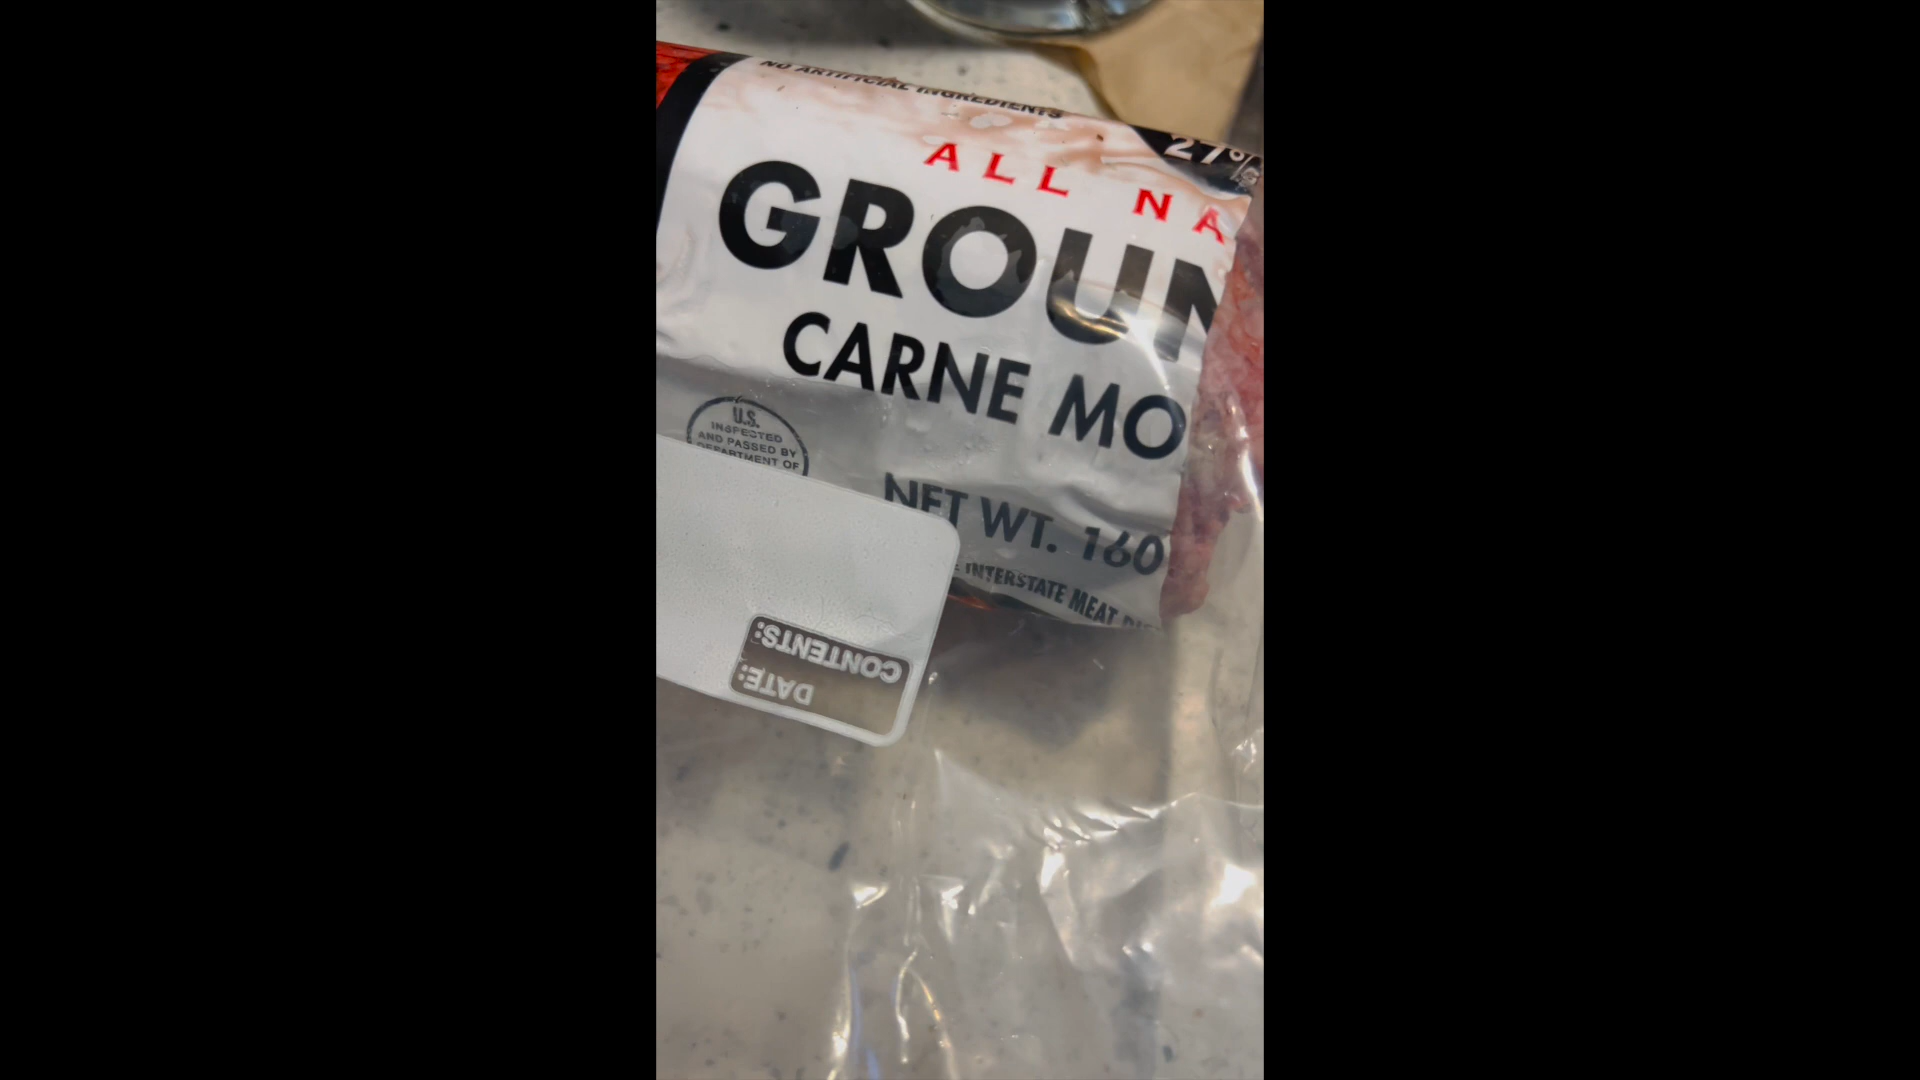 NO ARTIFICIAL INGREDIENTS
27%
ALL NA
GROUN
CARNE MO
U.S.
INSPECTED
AND PASSED BY
DEPARTMENT OF
NET WT. 160
INTERSTATE MEAT
CONTENTS:
DATE: